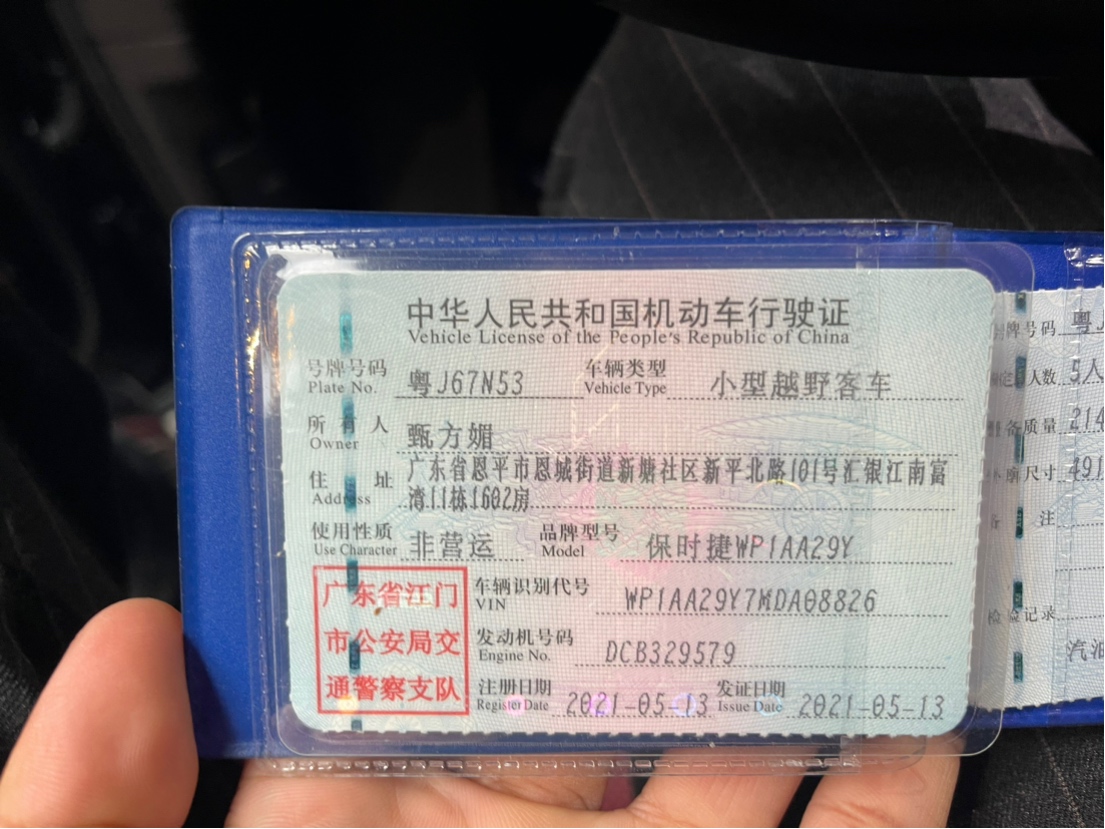 中华人民共和国机动车行驶证
Vehicle License of the People's Republic of China
号牌号码 粤J67N53 车辆类型 小型越野客车
Plate No. Vehicle Type
所有人 甄方媚
Owner
住址 广东省恩平市恩城街道新塘社区新平北路101号汇银江南富
Address 湾11栋1602房
使用性质 非营运 品牌型号 保时捷WP1AA29Y
Use Character Model
广东省江门
市公安局交
通警察支队
车辆识别代号 WP1AA29Y7MDA08826
VIN
发动机号码 DCB329579
Engine No.
注册日期 2021-05-13 发证日期 2021-05-13
Register Date Issue Date
号牌号码 粤J
人数 5人
备质量 214
廓尺寸 491
注
检验记录
汽油